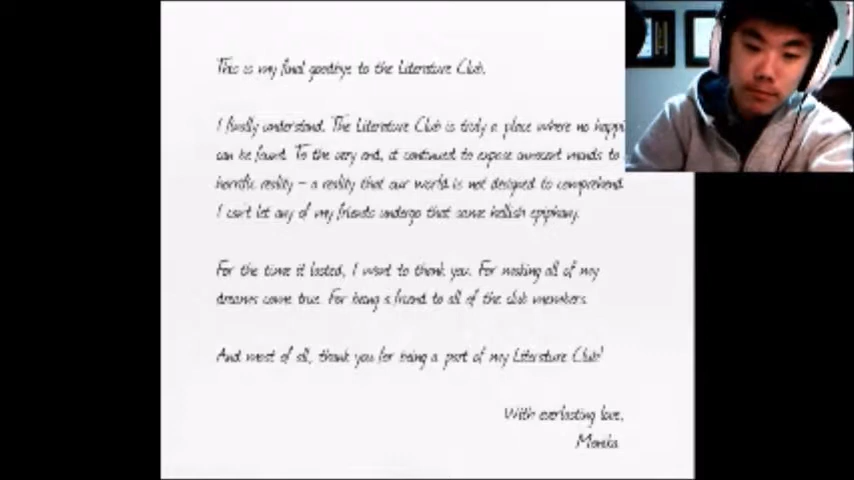 This is my final goodbye to the Literature Club.
I finally understand. The Literature Club is truly a place where no happi
can be found. To the very end, it continued to expose innocent minds to
horrific reality – a reality that our world is not designed to comprehend.
I can't let any of my friends undergo that same hellish epiphany.
For the time it lasted, I want to thank you. For making all of my
dreams come true. For being a friend to all of the club members.
And most of all, thank you for being a part of my Literature Club!
With everlasting love,
Monika